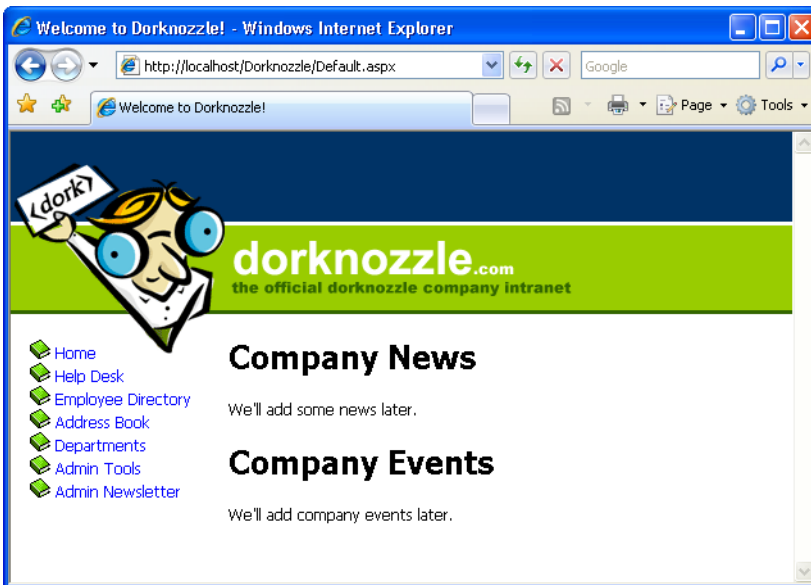 Welcome to Dorknozzle! - Windows Internet Explorer
http://localhost/Dorknozzle/Default.aspx
Google
Welcome to Dorknozzle!
Page
Tools
<dork>
dorknozzle.com
the official dorknozzle company intranet
Home
Help Desk
Employee Directory
Address Book
Departments
Admin Tools
Admin Newsletter
Company News
We'll add some news later.
Company Events
We'll add company events later.